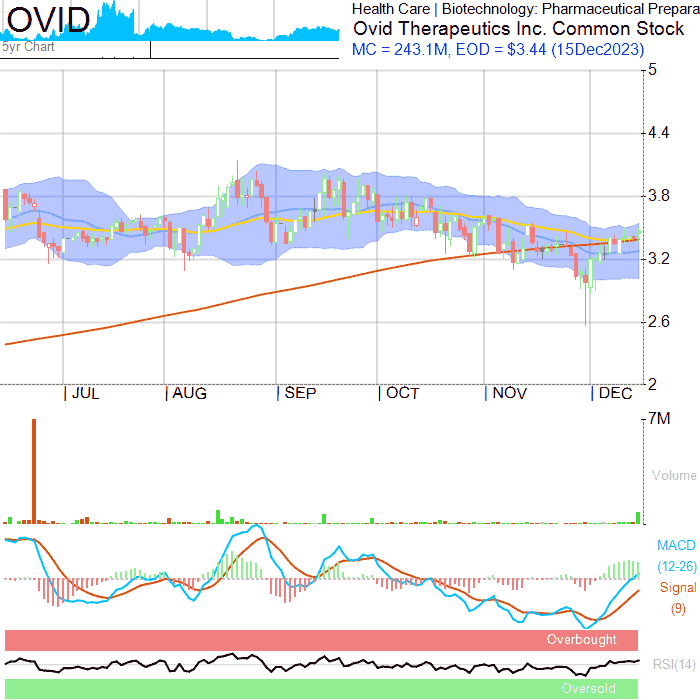 OVID
5yr Chart
Health Care | Biotechnology: Pharmaceutical Prepara
Ovid Therapeutics Inc. Common Stock
MC = 243.1M, EOD = $3.44 (15Dec2023)
5
4.4
3.8
3.2
2.6
2
JUL AUG SEP OCT NOV DEC
7M
Volume
MACD
(12-26)
Signal
(9)
Overbought
RSI(14)
Oversold